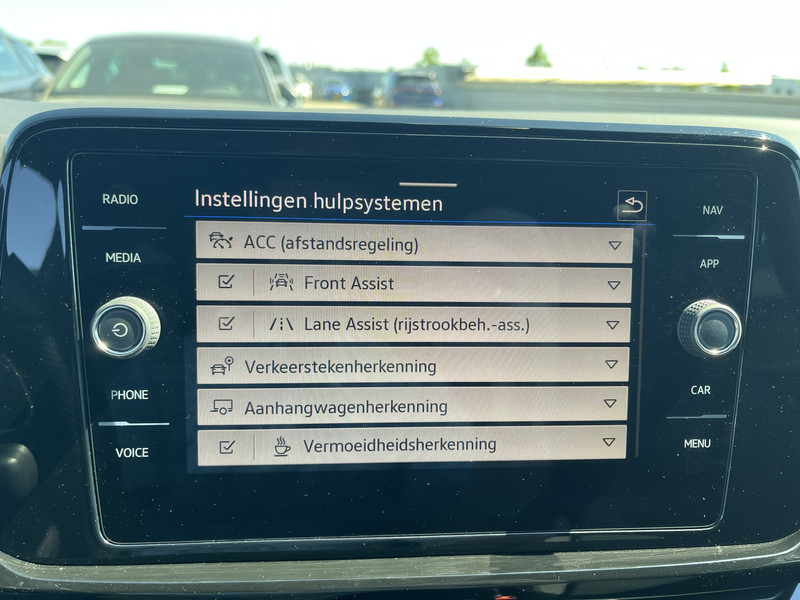 Instellingen hulpsystemen
RADIO
MEDIA
PHONE
VOICE
ACC (afstandsregeling)
Front Assist
Lane Assist (rijstrookbeh.-ass.)
Verkeerstekenherkenning
Aanhangwagenherkenning
Vermoeidheidsherkenning
NAV
APP
CAR
MENU